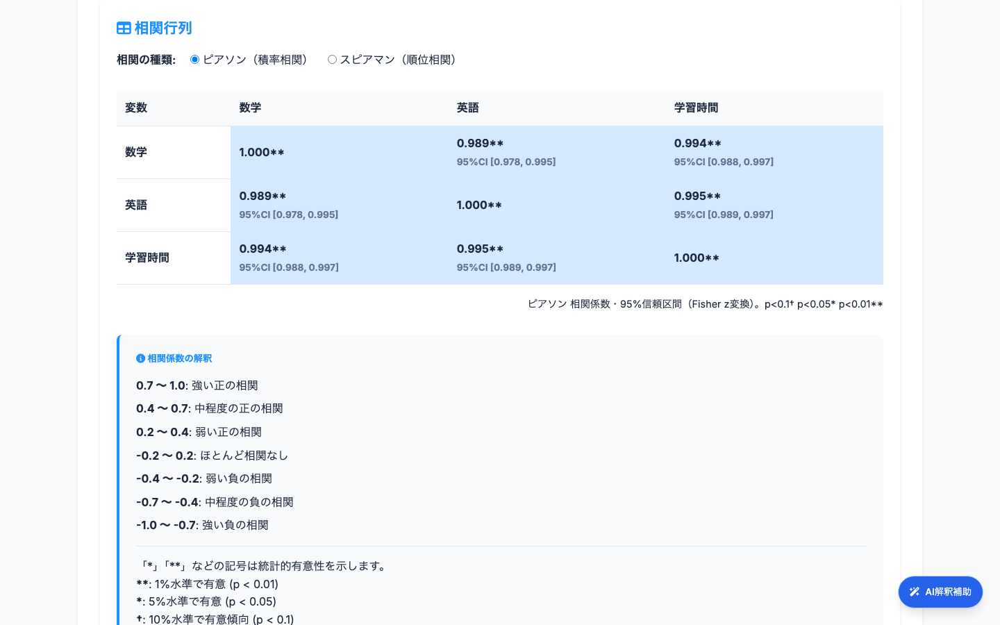 相関行列
相関の種類: ピアソン（積率相関） スピアマン（順位相関）
変数 数学 英語 学習時間
数学 1.000** 0.989** 95%CI [0.978, 0.995] 0.994** 95%CI [0.988, 0.997]
英語 0.989** 95%CI [0.978, 0.995] 1.000** 0.995** 95%CI [0.989, 0.997]
学習時間 0.994** 95%CI [0.988, 0.997] 0.995** 95%CI [0.989, 0.997] 1.000**
ピアソン 相関係数・95%信頼区間（Fisher z変換）。p<0.1† p<0.05* p<0.01**
相関係数の解釈
0.7 〜 1.0: 強い正の相関
0.4 〜 0.7: 中程度の正の相関
0.2 〜 0.4: 弱い正の相関
-0.2 〜 0.2: ほとんど相関なし
-0.4 〜 -0.2: 弱い負の相関
-0.7 〜 -0.4: 中程度の負の相関
-1.0 〜 -0.7: 強い負の相関
「*」「**」などの記号は統計的有意性を示します。
**: 1%水準で有意 (p < 0.01)
*: 5%水準で有意 (p < 0.05)
†: 10%水準で有意傾向 (p < 0.1)
AI解釈補助